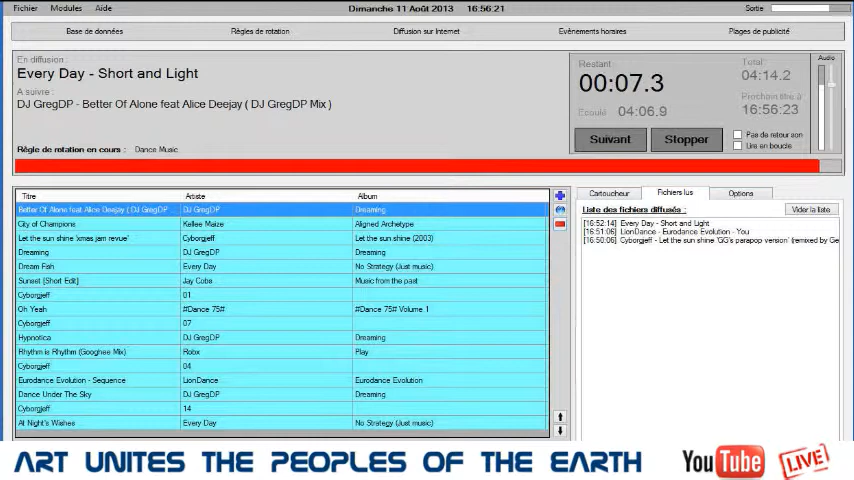 Fichier Modules Aide Dimanche 11 Août 2013 16:56:21 Sortie
Base de données Règles de rotation Diffusion sur Internet Evènements horaires Plages de publicité
En diffusion :
Every Day - Short and Light
A suivre :
DJ GregDP - Better Of Alone feat Alice Deejay ( DJ GregDP Mix )
Règle de rotation en cours : Dance Music
Restant
00:07.3
Ecoulé 04:06.9
Total:
04:14.2
Prochain titre à
16:56:23
Audio
Suivant Stopper
Pas de retour son
Lire en boucle
Titre Artiste Album
Better Of Alone feat Alice Deejay ( DJ GregDP ... DJ GregDP Dreaming
City of Champions Kellee Maize Aligned Archetype
Let the sun shine 'xmas jam revue' Cyborgjeff Let the sun shine (2003)
Dreaming DJ GregDP Dreaming
Dream Fish Every Day No Strategy (Just music)
Sunset [Short Edit] Jay Cobs Music from the past
Cyborgjeff 01
Oh Yeah #Dance 75# #Dance 75# Volume 1
Cyborgjeff 07
Hypnotica DJ GregDP Dreaming
Rhythm is Rhythm (Googhee Mix) Robx Play
Cyborgjeff 04
Eurodance Evolution - Sequence LionDance Eurodance Evolution
Dance Under The Sky DJ GregDP Dreaming
Cyborgjeff 14
At Night's Wishes Every Day No Strategy (Just music)
Cartoucheur Fichiers lus Options
Liste des fichiers diffusés : Vider la liste
[16:52:14] Every Day - Short and Light
[16:51:06] LionDance - Eurodance Evolution - You
[16:50:06] Cyborgjeff - Let the sun shine 'GG's parapop version' (remixed by Ge
ART UNITES THE PEOPLES OF THE EARTH
YouTube LIVE